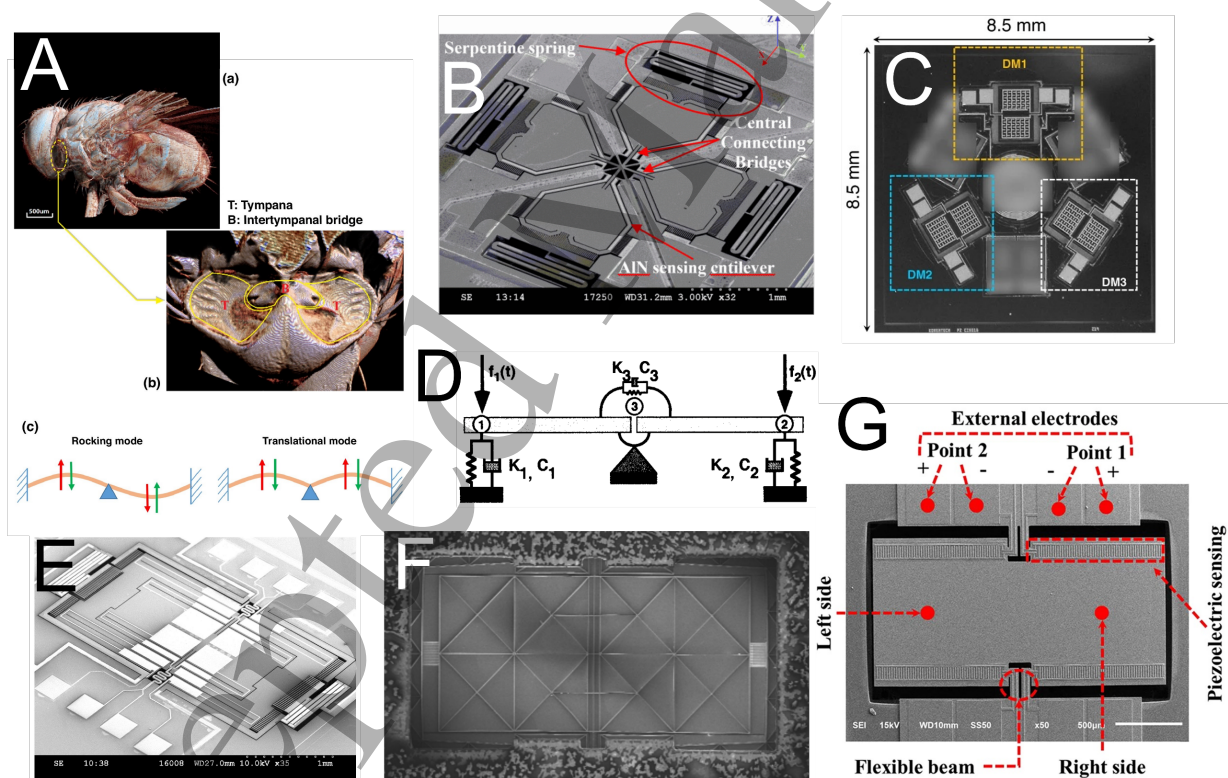 A
(a)
500um
T: Tympana
B: Intertympanal bridge
B
(b)
(c)
Rocking mode
Translational mode
B
Serpentine spring
Z
Central
Connecting
Bridges
AlN sensing cntilever
SE 13:14 17250 WD31.2mm 3.00kV x32 1mm
C
8.5 mm
8.5 mm
DM1
DM2
DM3
D
f1(t)
K3 C3
f2(t)
1
3
2
K1, C1
K2, C2
E
SE 10:38 16008 WD27.0mm 10.0kV x35 1mm
F
G
External electrodes
Point 2
Point 1
+ - - +
Left side
Piezoelectric sensing
SEI 15kV WD10mm SS50 x50 500µm
Flexible beam
Right side